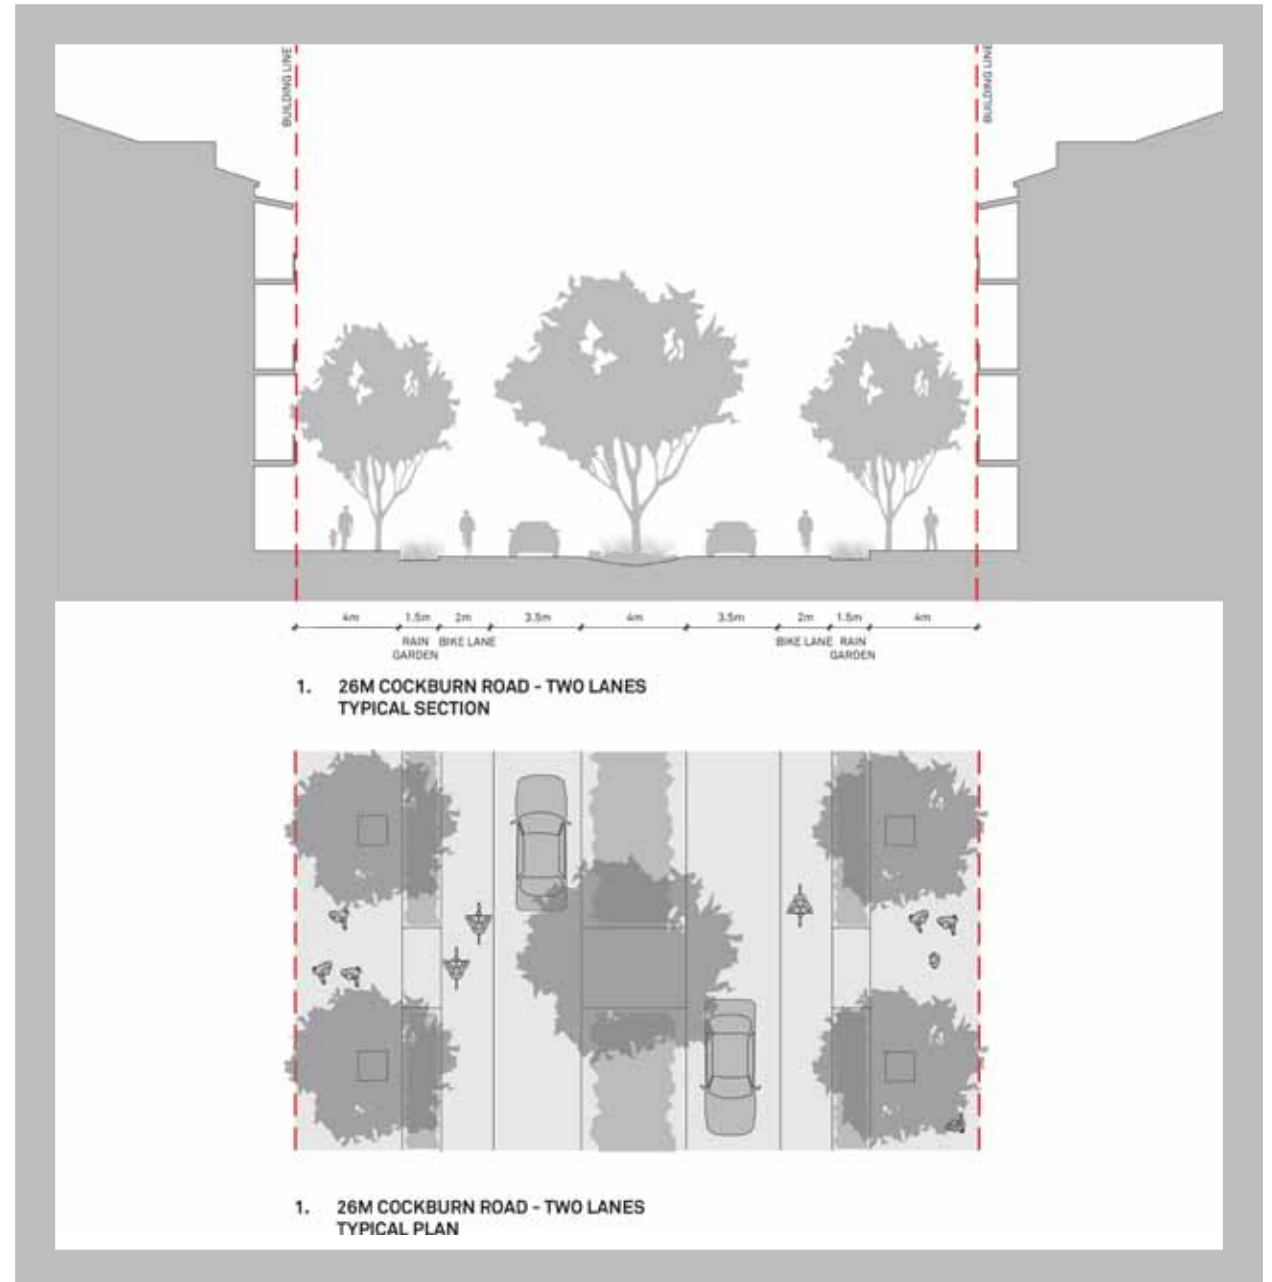 BUILDING LINE
BUILDING LINE
4m 1.5m 2m 3.5m 4m 3.5m 2m 1.5m 4m
RAIN BIKE LANE BIKE LANE RAIN
GARDEN GARDEN
1. 26M COCKBURN ROAD - TWO LANES
TYPICAL SECTION
1. 26M COCKBURN ROAD - TWO LANES
TYPICAL PLAN